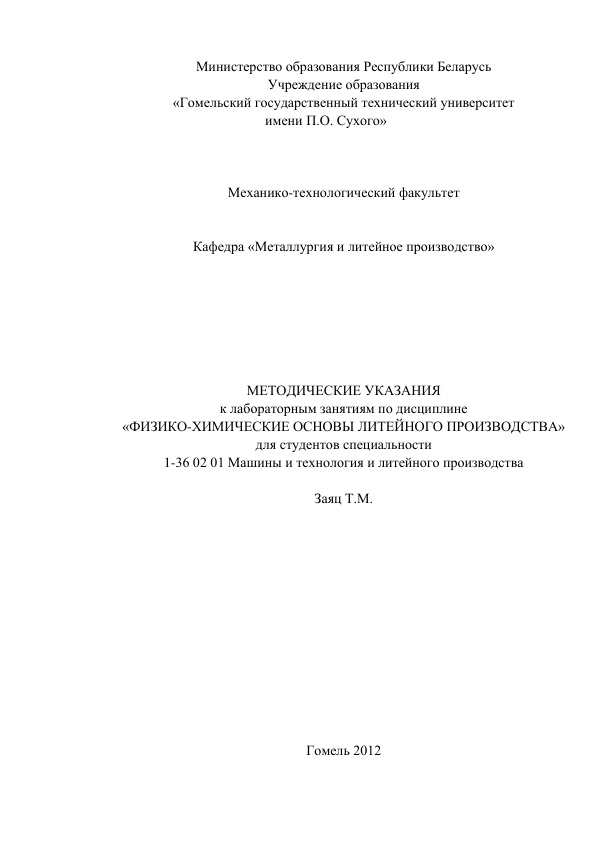 Министерство образования Республики Беларусь
Учреждение образования
«Гомельский государственный технический университет
имени П.О. Сухого»
Механико-технологический факультет
Кафедра «Металлургия и литейное производство»
МЕТОДИЧЕСКИЕ УКАЗАНИЯ
к лабораторным занятиям по дисциплине
«ФИЗИКО-ХИМИЧЕСКИЕ ОСНОВЫ ЛИТЕЙНОГО ПРОИЗВОДСТВА»
для студентов специальности
1-36 02 01 Машины и технология и литейного производства
Заяц Т.М.
Гомель 2012